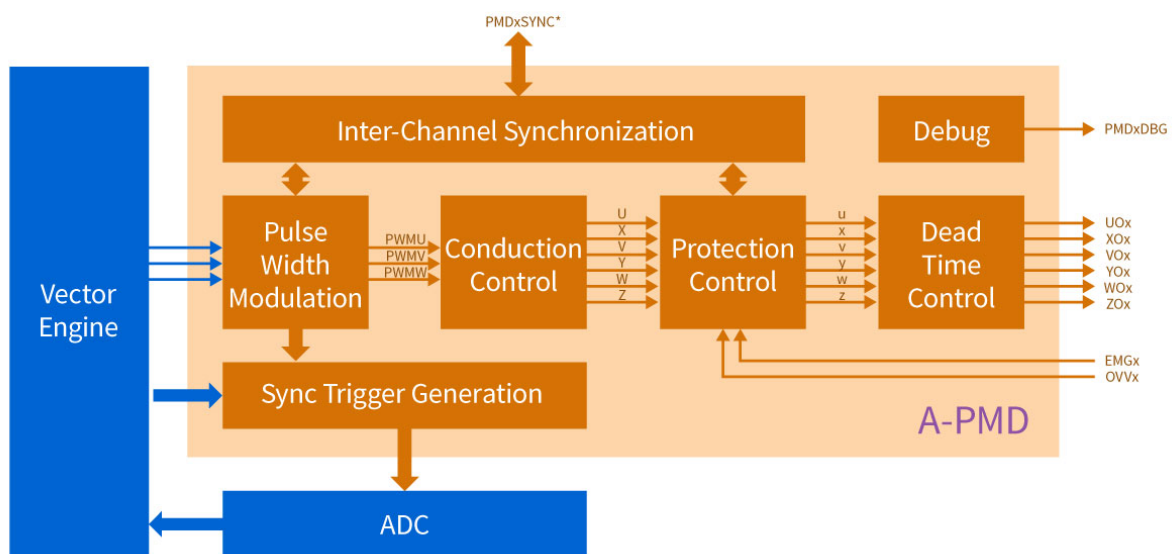 PMDxSYNC*
Inter-Channel Synchronization
Debug
PMDxDBG
Vector
Engine
Pulse
Width
Modulation
PWMU
PWMV
PWMW
Conduction
Control
U
X
V
Y
W
Z
Protection
Control
u
x
v
y
w
z
Dead
Time
Control
UOx
XOx
VOx
YOx
WOx
ZOx
EMGx
OVVx
Sync Trigger Generation
A-PMD
ADC